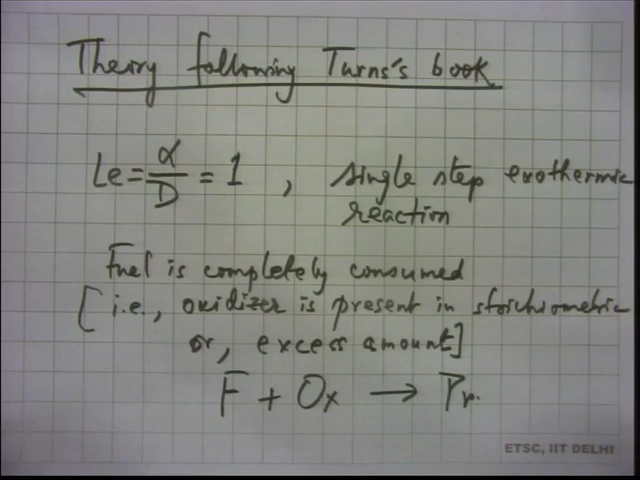 Theory following Turns's book
Le = α/D = 1 , single step exothermic
reaction
Fuel is completely consumed
[i.e., oxidizer is present in stoichiometric
or, excess amount]
F + Ox → Pr.
ETSC, IIT DELHI